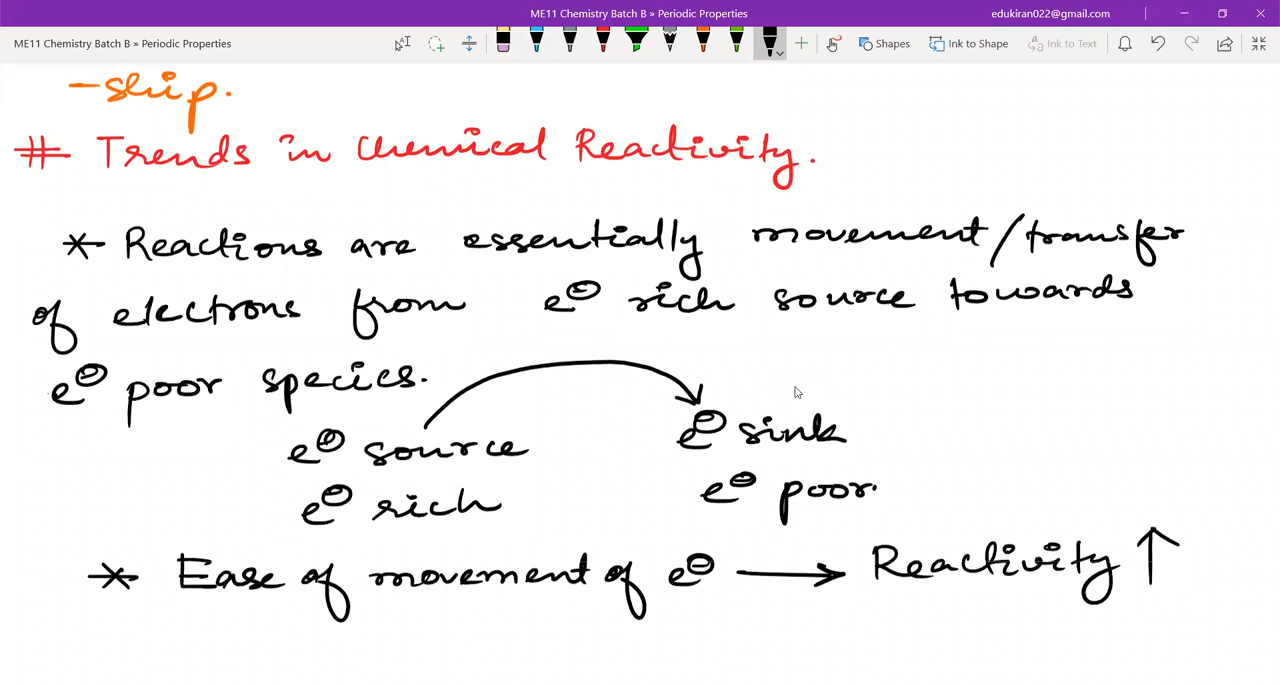 ME11 Chemistry Batch B » Periodic Properties
edukiran022@gmail.com
ME11 Chemistry Batch B » Periodic Properties
Shapes
Ink to Shape
Ink to Text
-ship.
# Trends in Chemical Reactivity.
* Reactions are essentially movement/transfer
of electrons from e⊖ rich source towards
e⊖ poor species.
e⊖ source
e⊖ sink
e⊖ rich
e⊖ poor.
* Ease of movement of e⊖ → Reactivity ↑